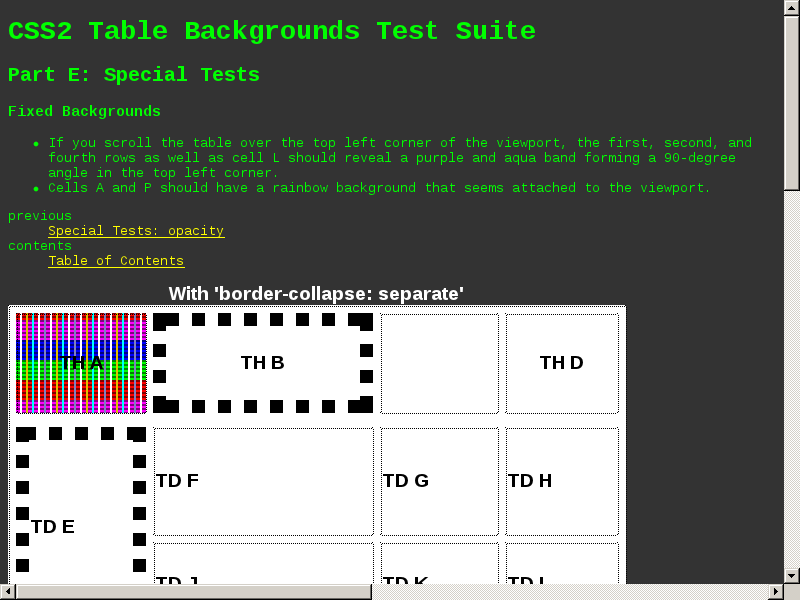 CSS2 Table Backgrounds Test Suite
Part E: Special Tests
Fixed Backgrounds
If you scroll the table over the top left corner of the viewport, the first, second, and
fourth rows as well as cell L should reveal a purple and aqua band forming a 90-degree
angle in the top left corner.
Cells A and P should have a rainbow background that seems attached to the viewport.
previous
Special Tests: opacity
contents
Table of Contents
With 'border-collapse: separate'
TH A
TH B
TH D
TD F
TD G
TD H
TD E
TD J
TD K